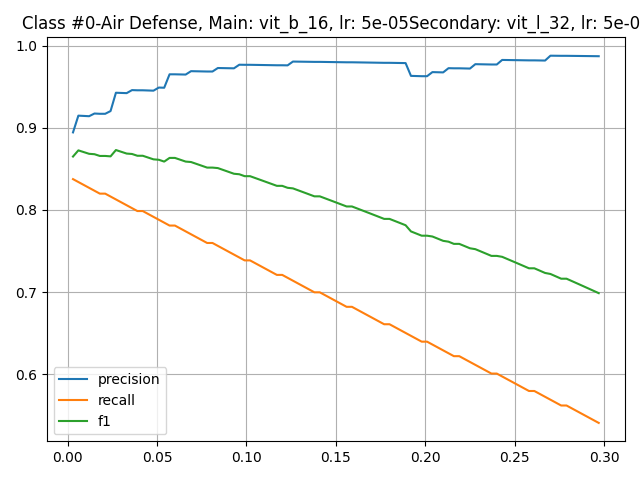 Class #0-Air Defense, Main: vit_b_16, lr: 5e-05Secondary: vit_l_32, lr: 5e-0
1.0
0.9
0.8
0.7
0.6
precision
recall
f1
0.00 0.05 0.10 0.15 0.20 0.25 0.30